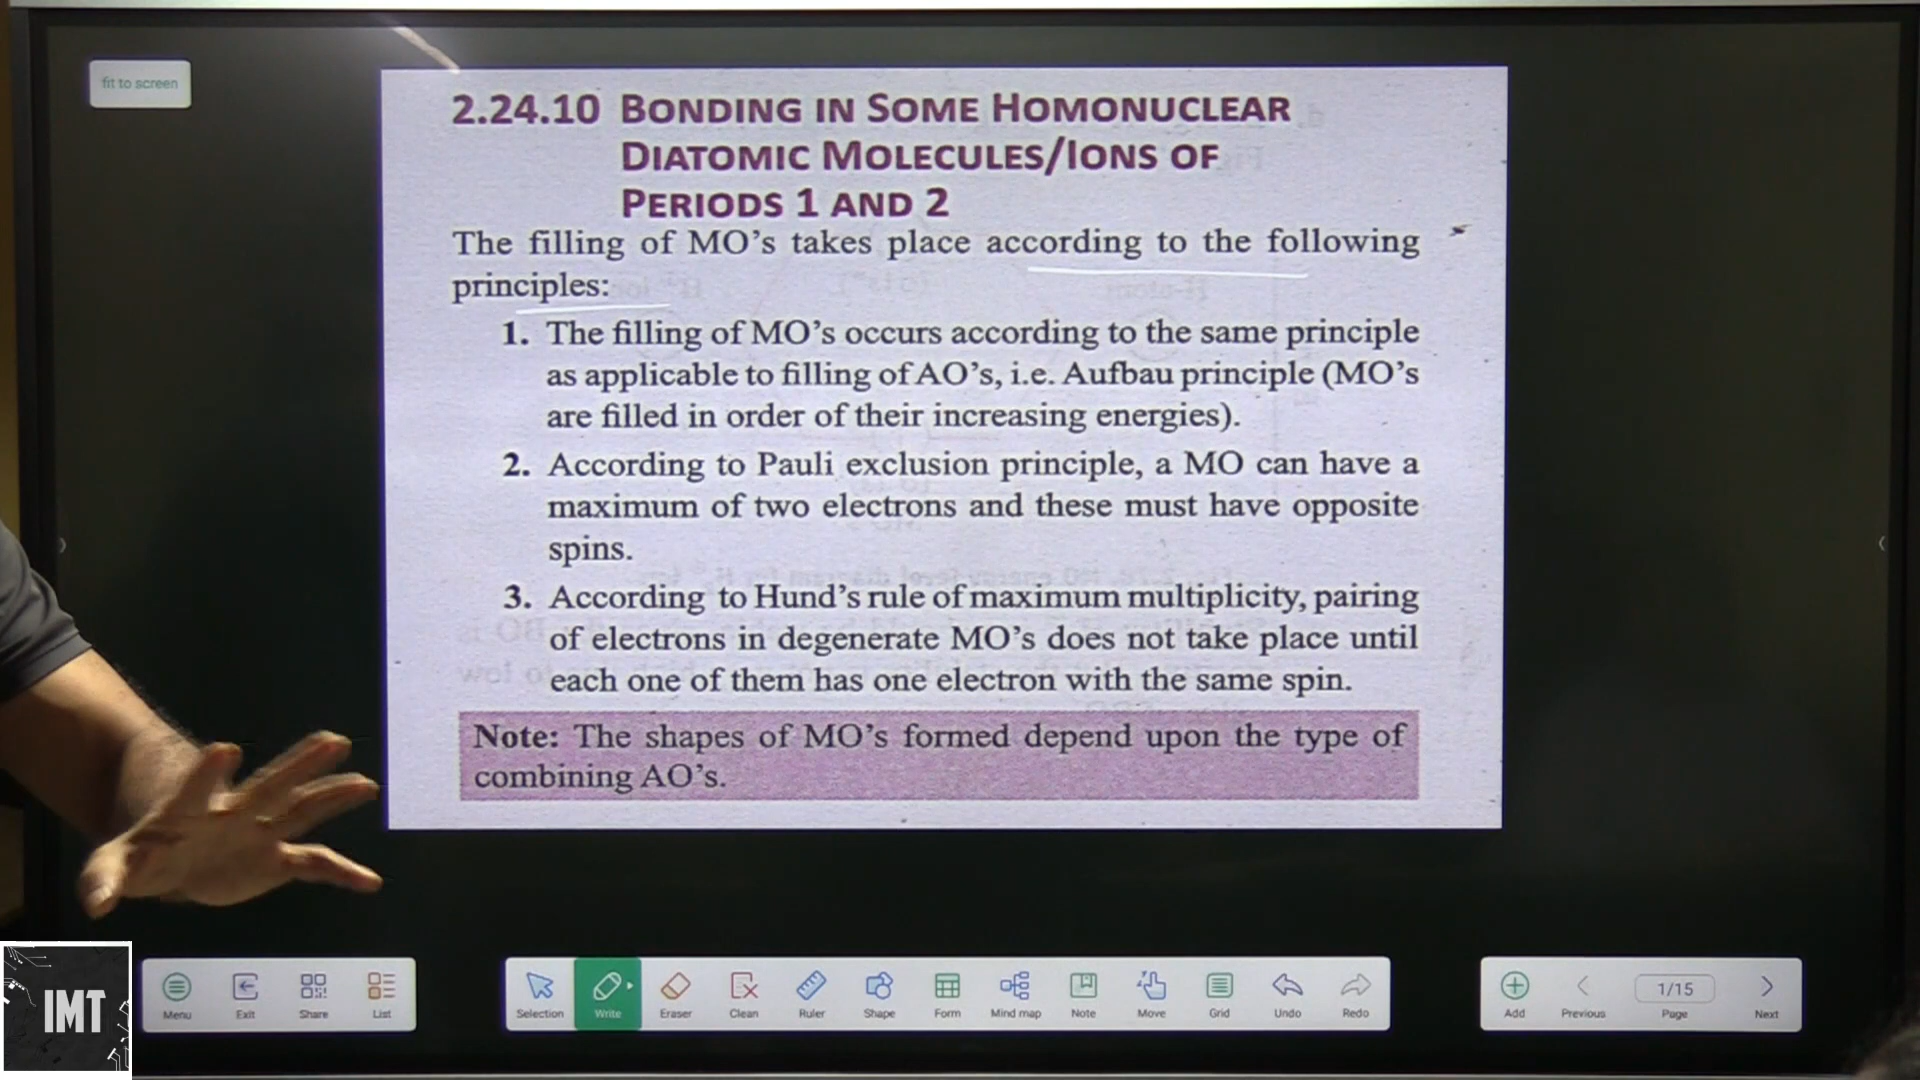 fit to screen
2.24.10 BONDING IN SOME HOMONUCLEAR
DIATOMIC MOLECULES/IONS OF
PERIODS 1 AND 2
The filling of MO’s takes place according to the following
principles:
1. The filling of MO’s occurs according to the same principle
as applicable to filling of AO’s, i.e. Aufbau principle (MO’s
are filled in order of their increasing energies).
2. According to Pauli exclusion principle, a MO can have a
maximum of two electrons and these must have opposite
spins.
3. According to Hund’s rule of maximum multiplicity, pairing
of electrons in degenerate MO’s does not take place until
each one of them has one electron with the same spin.
Note: The shapes of MO’s formed depend upon the type of
combining AO’s.
IMT
Menu Exit Share List
Selection Write Eraser Clean Ruler Shape Form Mind map Note Move Grid Undo Redo
1/15
Add Previous Page Next